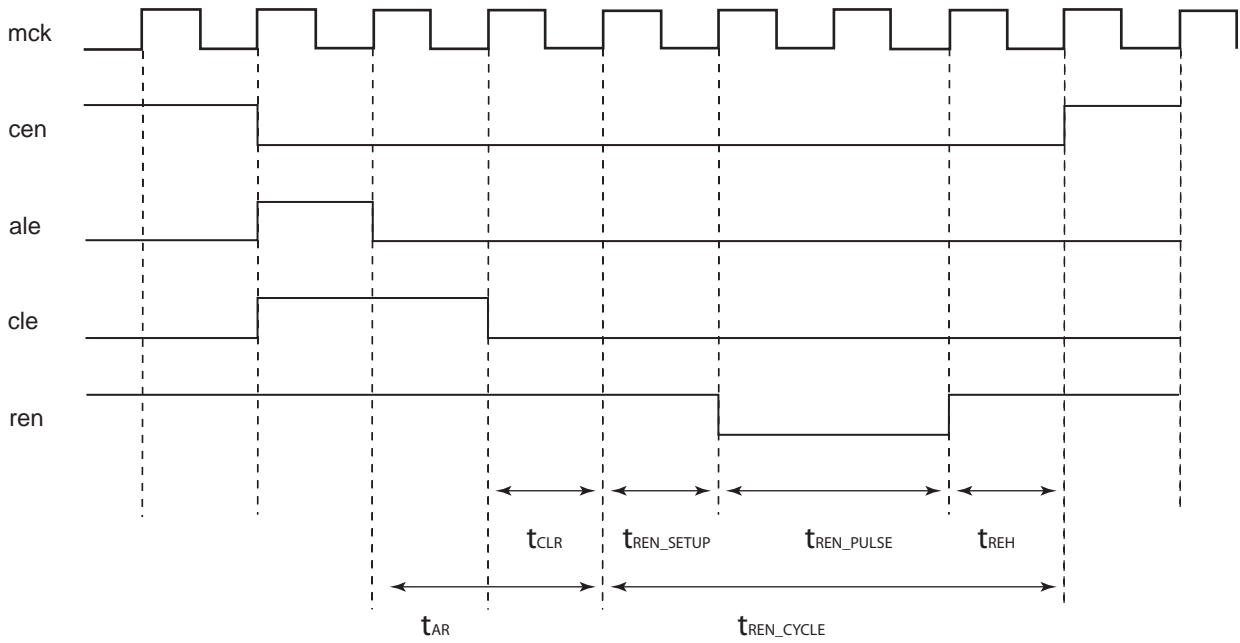 mck
cen
ale
cle
ren
tCLR tREN_SETUP tREN_PULSE tREH
tAR tREN_CYCLE